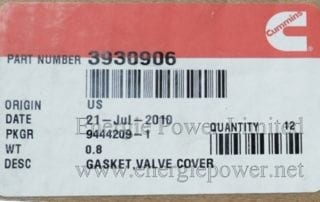 Cummins
PART NUMBER 3930906
ORIGIN US
DATE 21-Jul-2010
Energie Power Limited
PKGR 9444209-1 QUANTITY 12
WT 0.8
www.energiepower.net
DESC GASKET,VALVE COVER